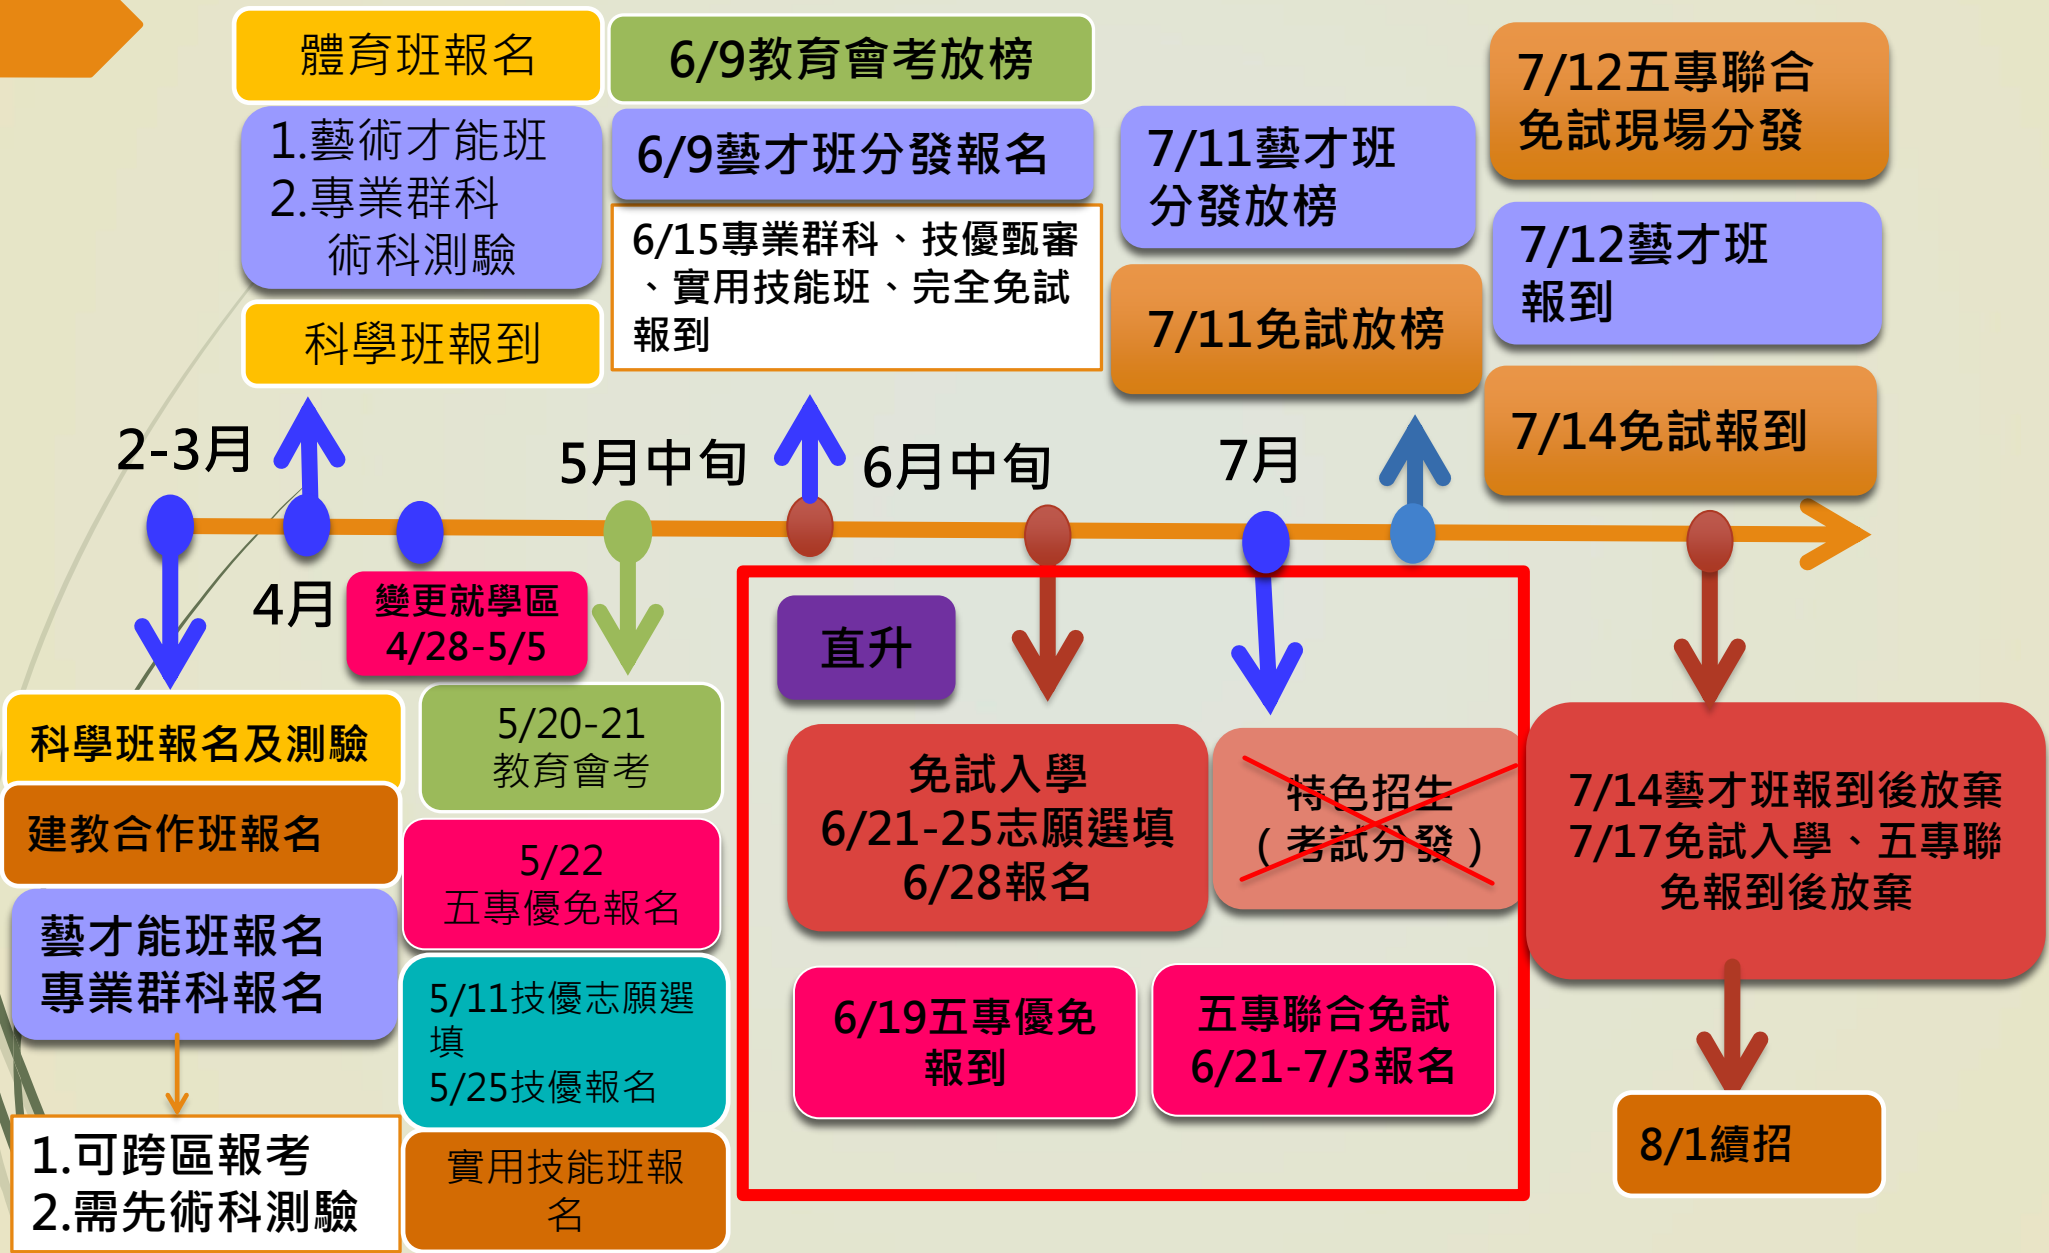 體育班報名
1.藝術才能班
2.專業群科
術科測驗
科學班報到
6/9教育會考放榜
6/9藝才班分發報名
6/15專業群科、技優甄審
、實用技能班、完全免試
報到
7/11藝才班
分發放榜
7/11免試放榜
7/12五專聯合
免試現場分發
7/12藝才班
報到
7/14免試報到
2-3月
5月中旬
6月中旬
7月
4月
變更就學區
4/28-5/5
科學班報名及測驗
建教合作班報名
藝才能班報名
專業群科報名
1.可跨區報考
2.需先術科測驗
5/20-21
教育會考
5/22
五專優免報名
5/11技優志願選
填
5/25技優報名
實用技能班報
名
直升
免試入學
6/21-25志願選填
6/28報名
特色招生
(考試分發)
6/19五專優免
報到
五專聯合免試
6/21-7/3報名
7/14藝才班報到後放棄
7/17免試入學、五專聯
免報到後放棄
8/1續招